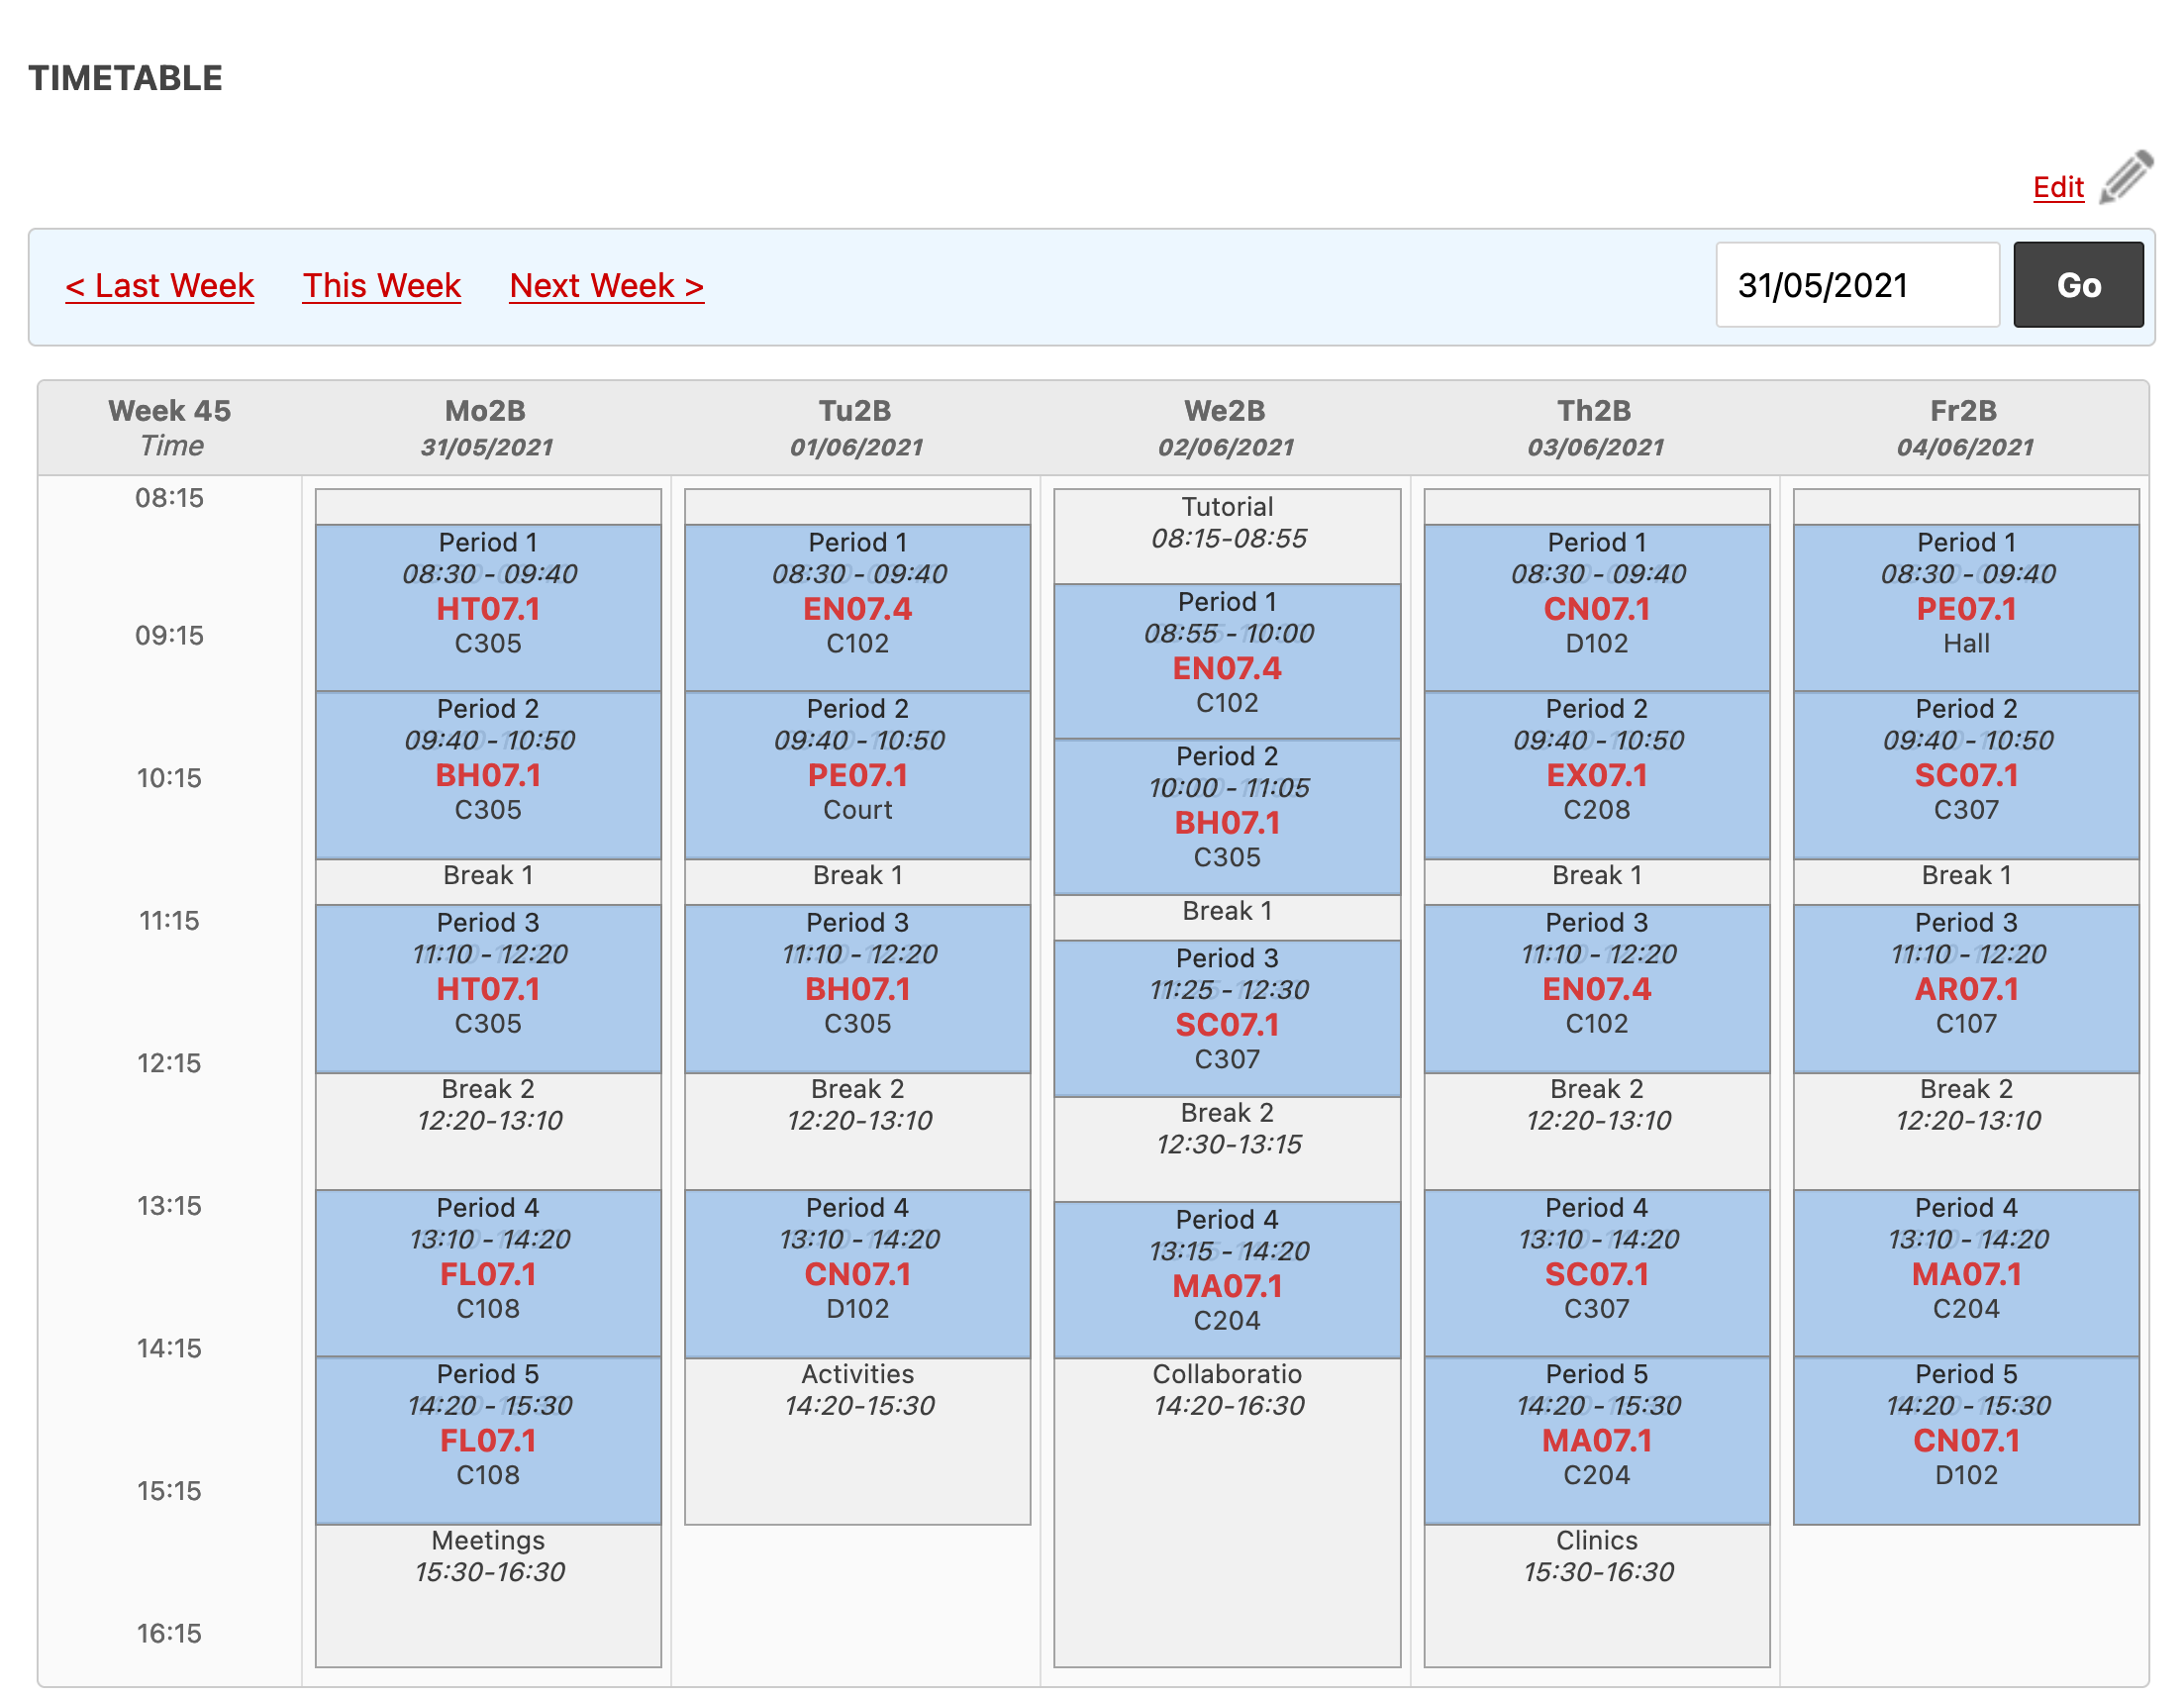 TIMETABLE
Edit
< Last Week This Week Next Week > 31/05/2021 Go
Week 45 Mo2B Tu2B We2B Th2B Fr2B
Time 31/05/2021 01/06/2021 02/06/2021 03/06/2021 04/06/2021
08:15
09:15
10:15
11:15
12:15
13:15
14:15
15:15
16:15
Period 1
08:30 - 09:40
HT07.1
C305
Period 2
09:40 - 10:50
BH07.1
C305
Break 1
Period 3
11:10 - 12:20
HT07.1
C305
Break 2
12:20-13:10
Period 4
13:10 - 14:20
FL07.1
C108
Period 5
14:20 - 15:30
FL07.1
C108
Meetings
15:30-16:30
Period 1
08:30 - 09:40
EN07.4
C102
Period 2
09:40 - 10:50
PE07.1
Court
Break 1
Period 3
11:10 - 12:20
BH07.1
C305
Break 2
12:20-13:10
Period 4
13:10 - 14:20
CN07.1
D102
Activities
14:20-15:30
Tutorial
08:15-08:55
Period 1
08:55 - 10:00
EN07.4
C102
Period 2
10:00 - 11:05
BH07.1
C305
Break 1
Period 3
11:25 - 12:30
SC07.1
C307
Break 2
12:30-13:15
Period 4
13:15 - 14:20
MA07.1
C204
Collaboratio
14:20-16:30
Period 1
08:30 - 09:40
CN07.1
D102
Period 2
09:40 - 10:50
EX07.1
C208
Break 1
Period 3
11:10 - 12:20
EN07.4
C102
Break 2
12:20-13:10
Period 4
13:10 - 14:20
SC07.1
C307
Period 5
14:20 - 15:30
MA07.1
C204
Clinics
15:30-16:30
Period 1
08:30 - 09:40
PE07.1
Hall
Period 2
09:40 - 10:50
SC07.1
C307
Break 1
Period 3
11:10 - 12:20
AR07.1
C107
Break 2
12:20-13:10
Period 4
13:10 - 14:20
MA07.1
C204
Period 5
14:20 - 15:30
CN07.1
D102